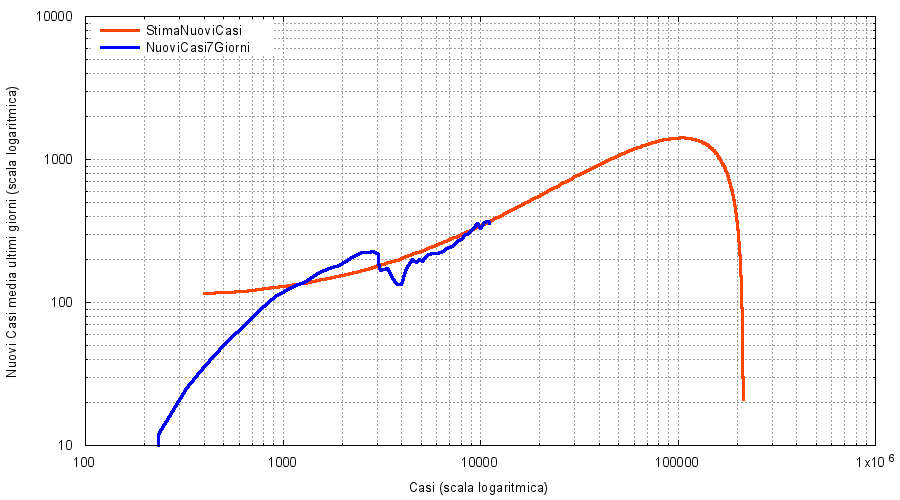 10000
1000
100
10
StimaNuoviCasi
NuoviCasi7Giorni
Nuovi Casi media ultimi giorni (scala logaritmica)
100 1000 10000 100000 1x10 6
Casi (scala logaritmica)